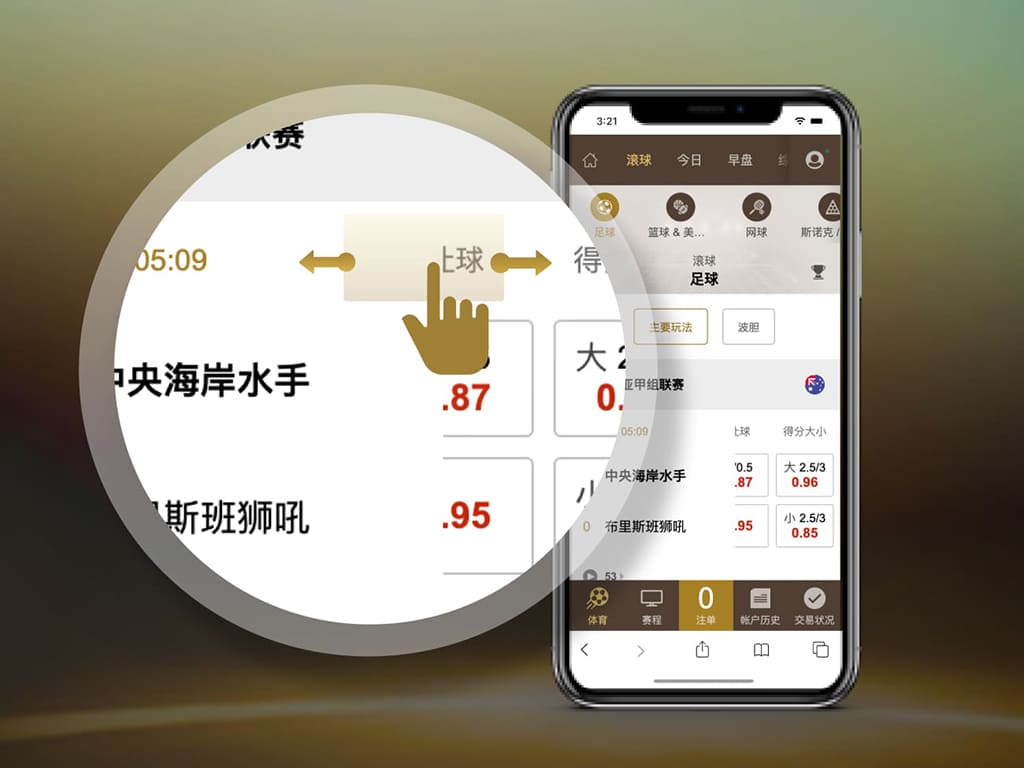 联赛
05:09
球
得
央海岸水手
.87
大 2
0.
斯班狮吼
.95
小
3:21
滚球 今日 早盘
足球 篮球 & 美... 网球 斯诺克 /
滚球
足球
主要玩法 波胆
亚甲组联赛
05:09 球 得分大小
中央海岸水手 /0.5 大 2.5/3
.87 0.96
0 布里斯班狮吼 .95 小 2.5/3
0.85
53
0
体育 赛程 注单 帐户历史 交易状况